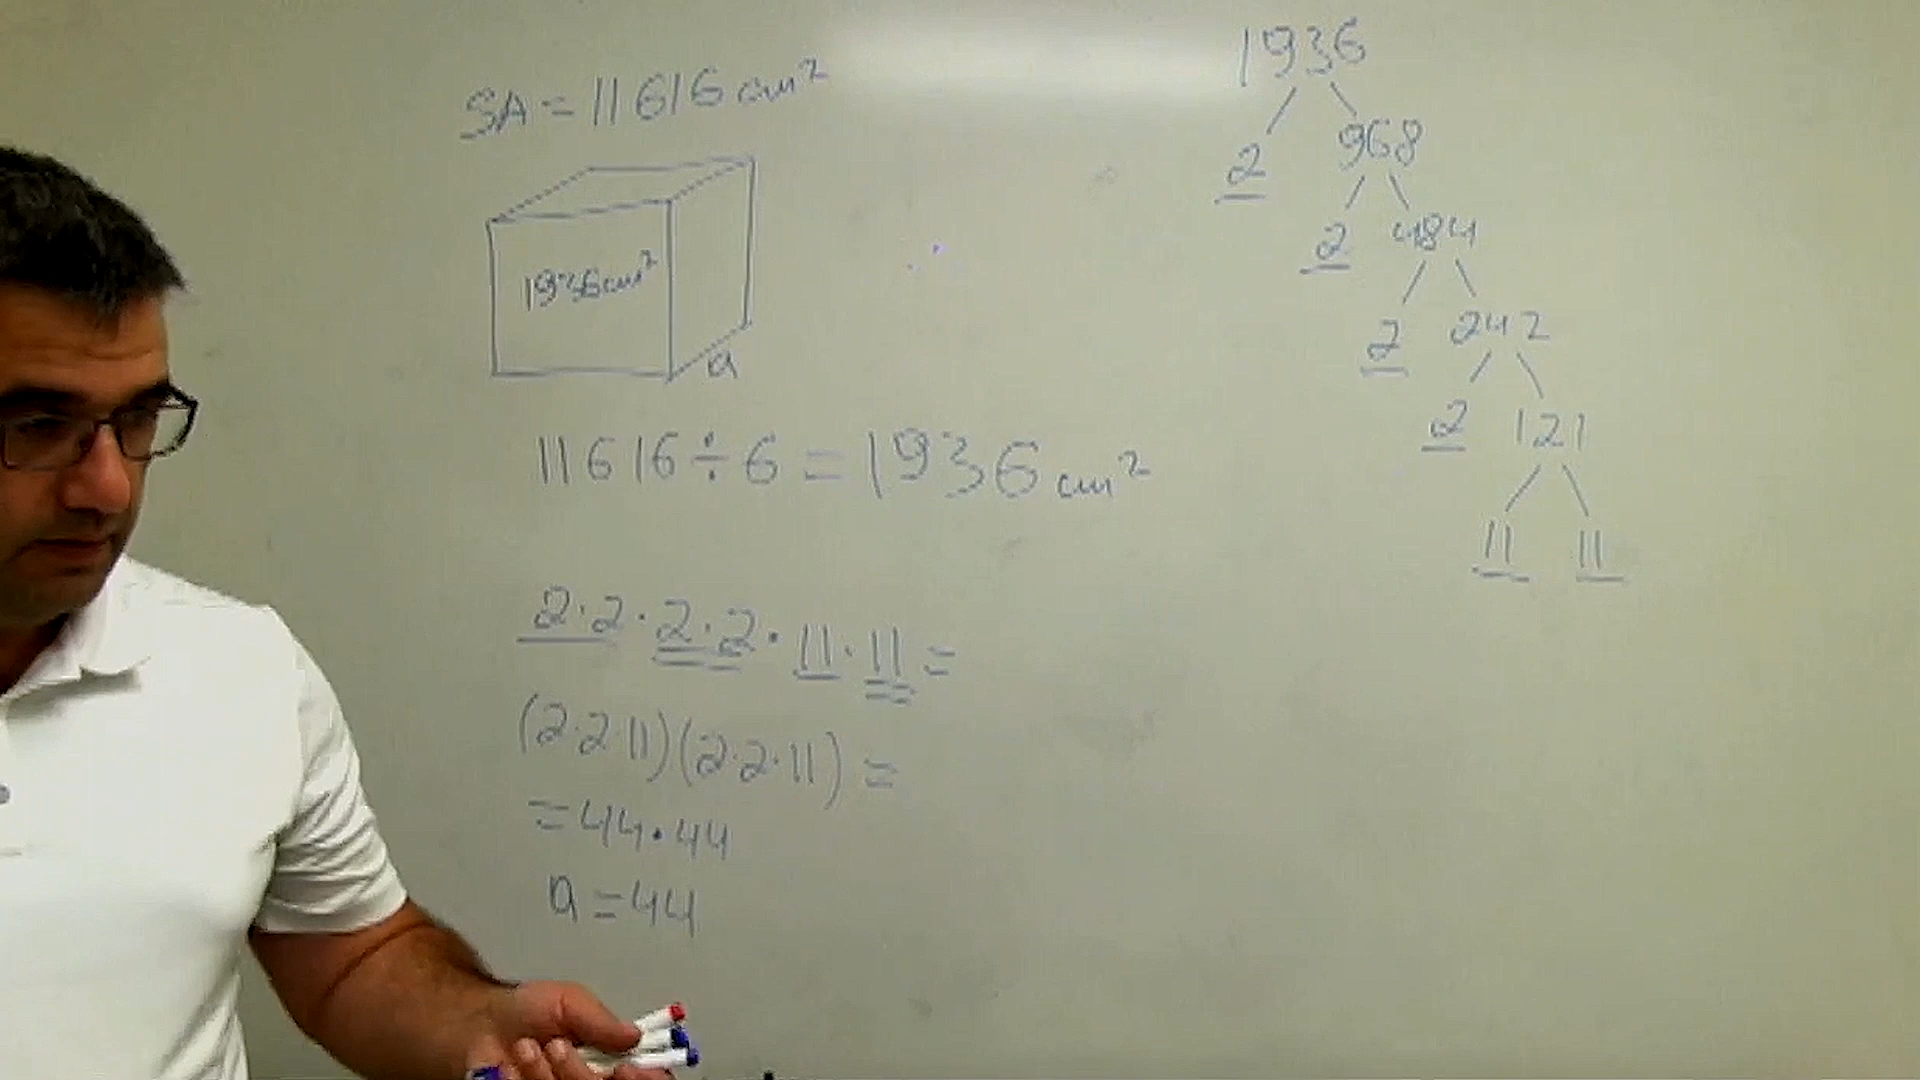 SA = 11616 cm²
1936 cm²
a
11616 ÷ 6 = 1936 cm²
2·2·2·2·11·11 =
(2·2·11)(2·2·11) =
= 44·44
a = 44
1936
2 968
2 484
2 242
2 121
11 11